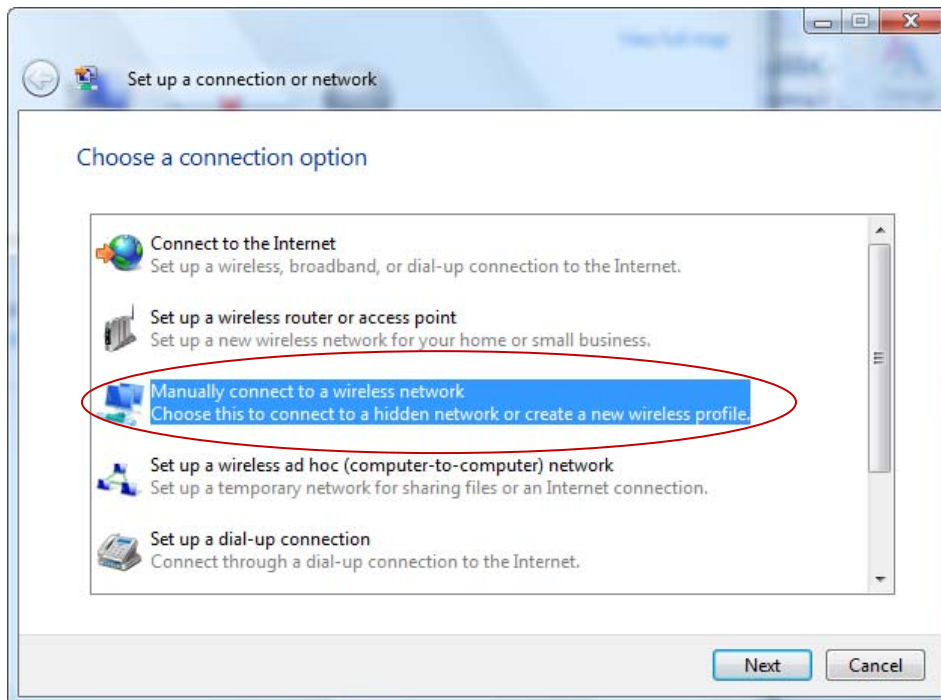 View full map
Set up a connection or network
Choose a connection option
Connect to the Internet
Set up a wireless, broadband, or dial-up connection to the Internet.
Set up a wireless router or access point
Set up a new wireless network for your home or small business.
Manually connect to a wireless network
Choose this to connect to a hidden network or create a new wireless profile.
Set up a wireless ad hoc (computer-to-computer) network
Set up a temporary network for sharing files or an Internet connection.
Set up a dial-up connection
Connect through a dial-up connection to the Internet.
Next
Cancel